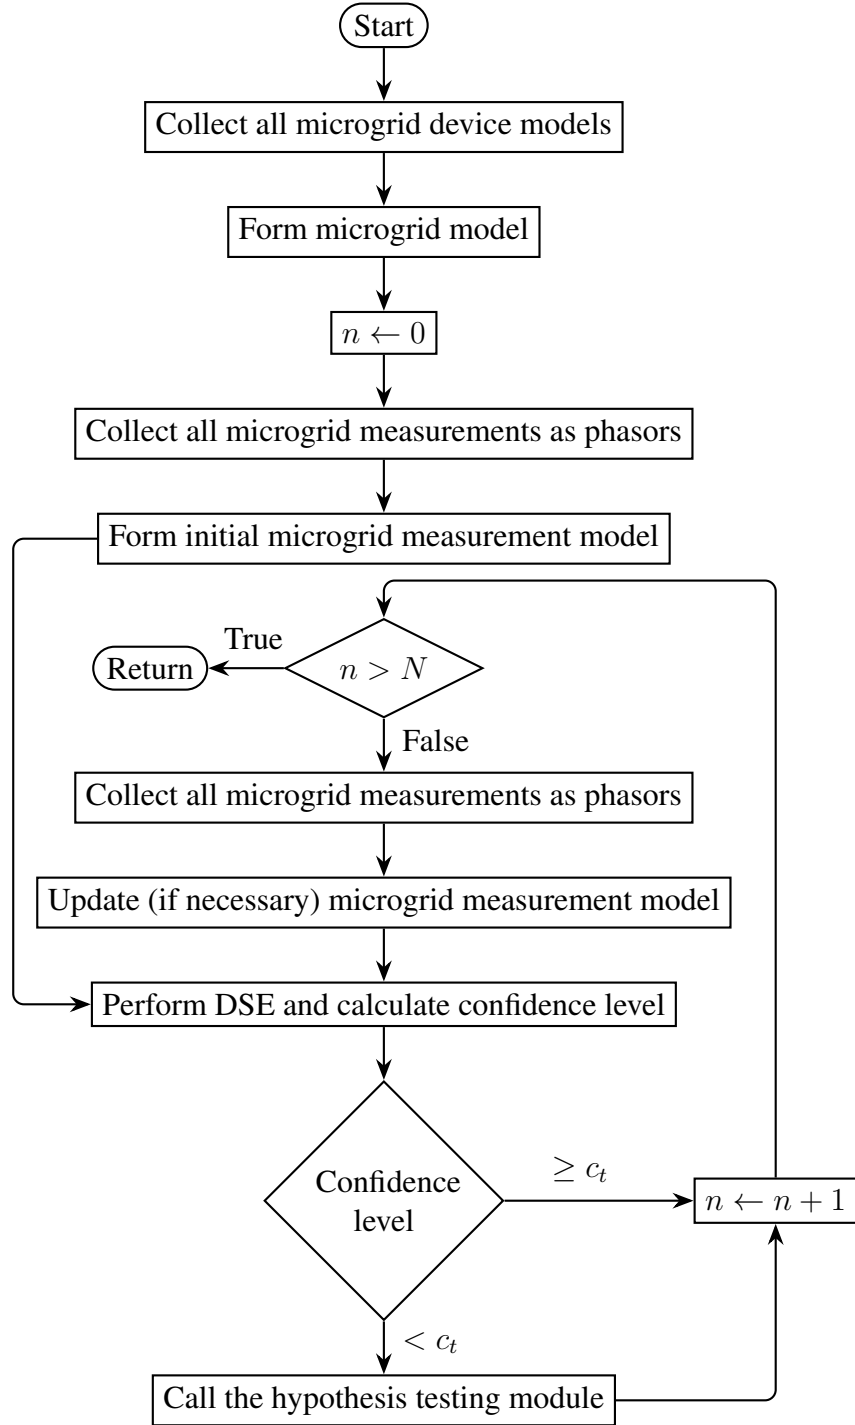 Start
Collect all microgrid device models
Form microgrid model
n ← 0
Collect all microgrid measurements as phasors
Form initial microgrid measurement model
True
Return
n > N
False
Collect all microgrid measurements as phasors
Update (if necessary) microgrid measurement model
Perform DSE and calculate confidence level
Confidence
level
≥ c_t
n ← n + 1
< c_t
Call the hypothesis testing module